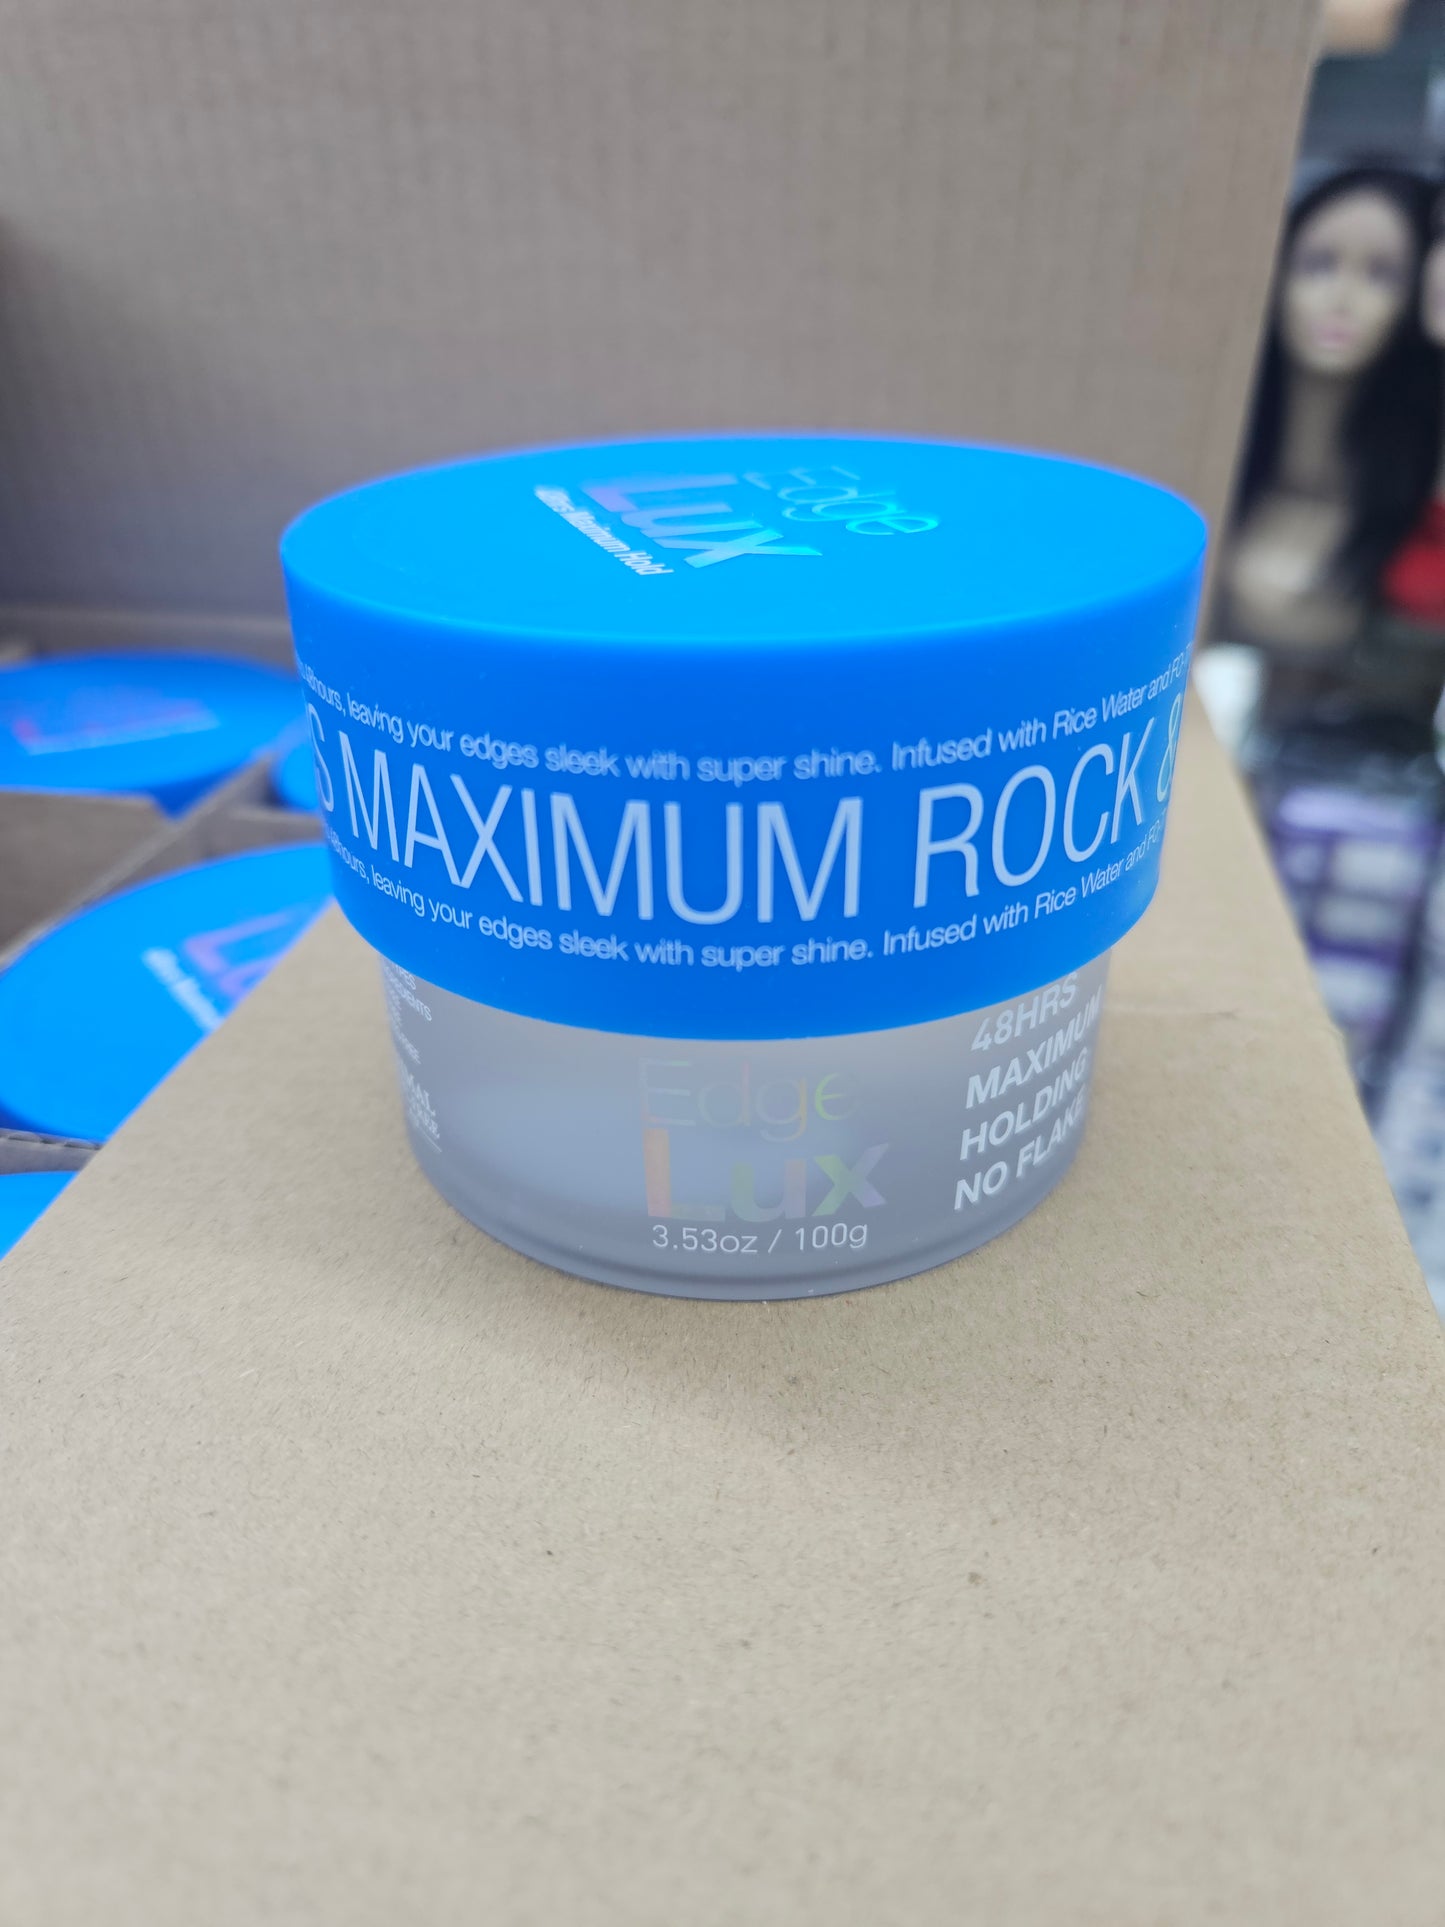 Edge
Lux
48hrs Maximum Hold
hours, leaving your edges sleek with super shine. Infused with Rice Water and
MAXIMUM ROCK &
hours, leaving your edges sleek with super shine. Infused with Rice Water and
48HRS
MAXIMUM
HOLDING
NO FLAKE
Edge
Lux
3.53oz / 100g